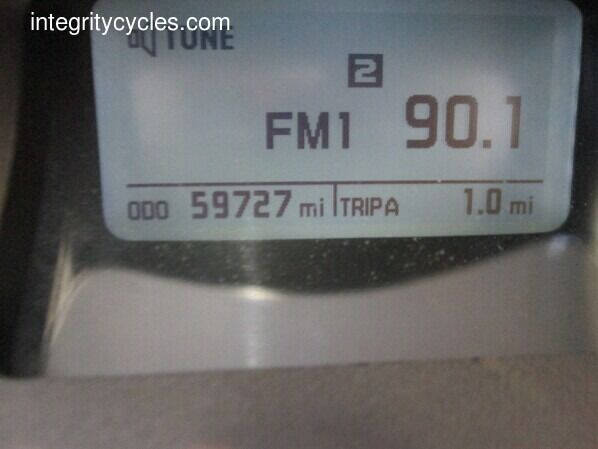 integritycycles.com
TUNE
2
FM1 90.1
ODO 59727 mi TRIPA 1.0 mi